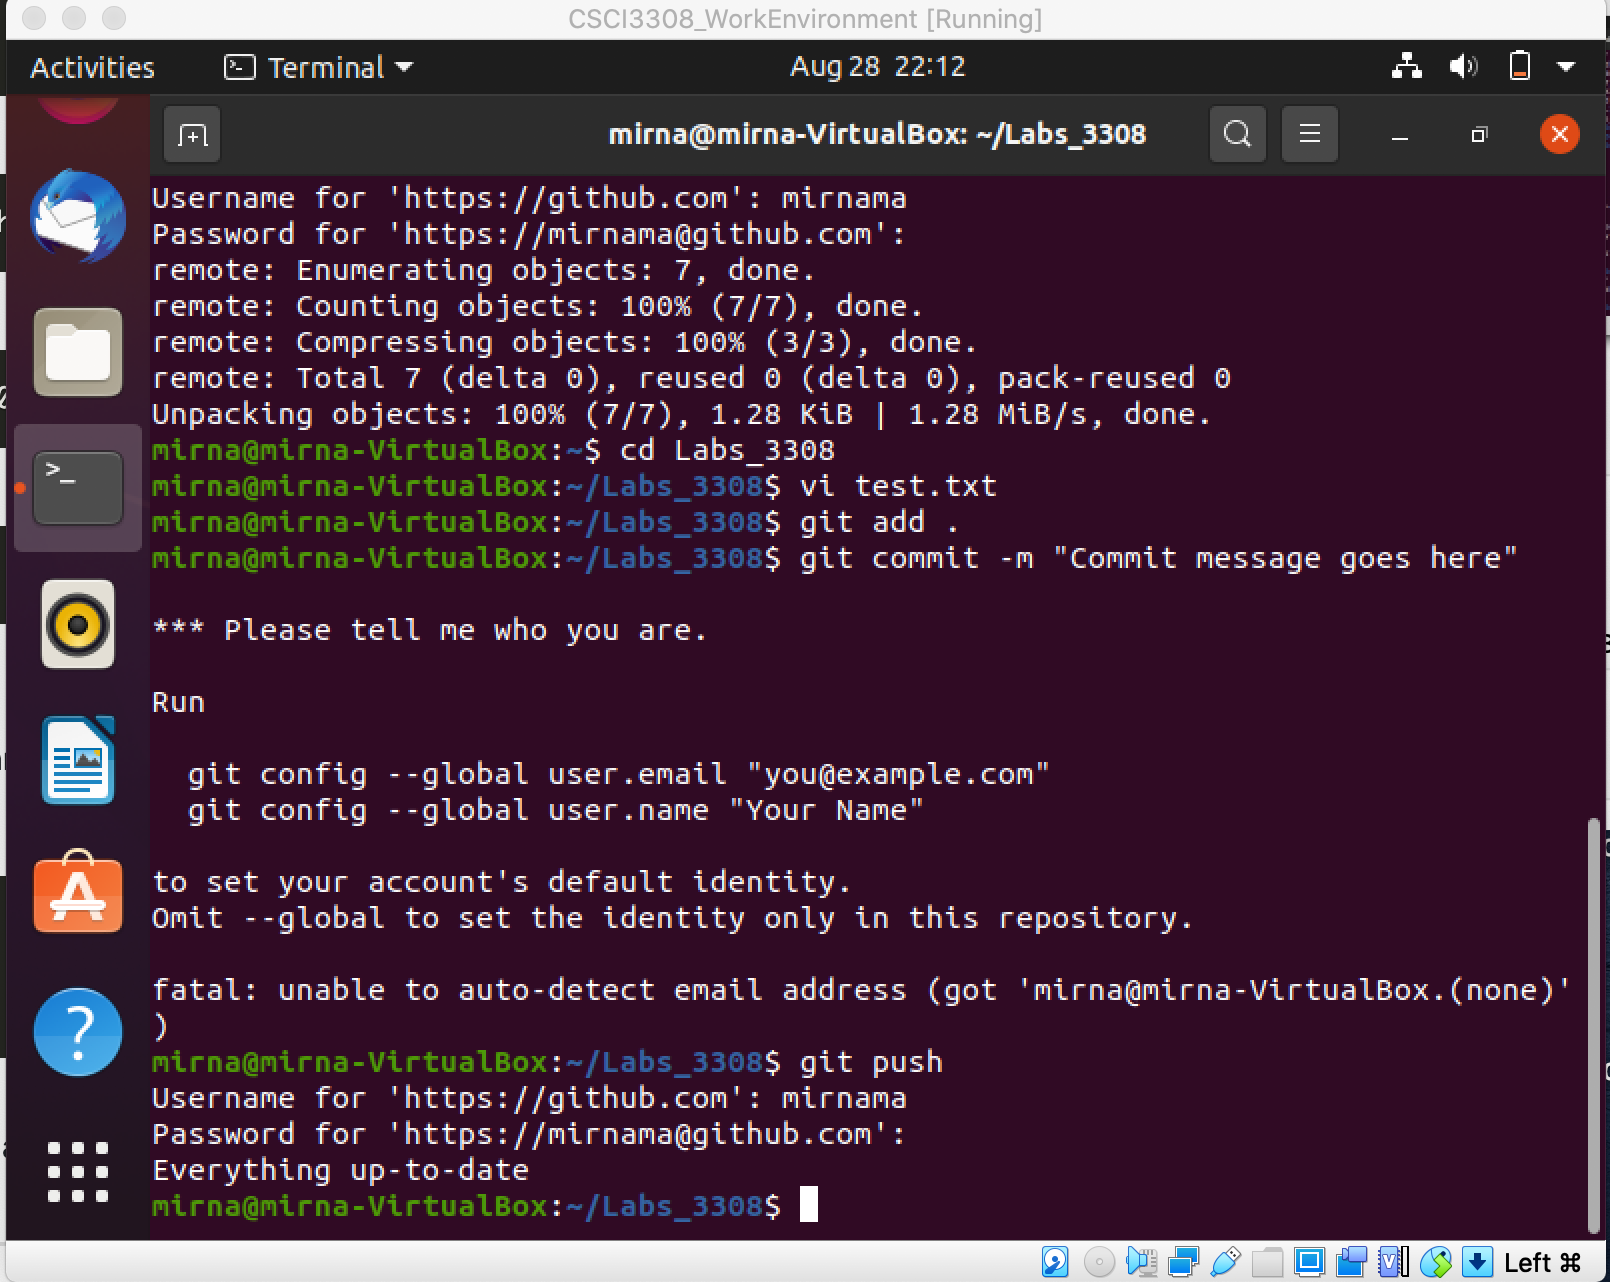 CSCI3308_WorkEnvironment [Running]
Activities
Terminal
Aug 28 22:12
mirna@mirna-VirtualBox: ~/Labs_3308
Username for 'https://github.com': mirnama
Password for 'https://mirnama@github.com':
remote: Enumerating objects: 7, done.
remote: Counting objects: 100% (7/7), done.
remote: Compressing objects: 100% (3/3), done.
remote: Total 7 (delta 0), reused 0 (delta 0), pack-reused 0
Unpacking objects: 100% (7/7), 1.28 KiB | 1.28 MiB/s, done.
mirna@mirna-VirtualBox:~$ cd Labs_3308
mirna@mirna-VirtualBox:~/Labs_3308$ vi test.txt
mirna@mirna-VirtualBox:~/Labs_3308$ git add .
mirna@mirna-VirtualBox:~/Labs_3308$ git commit -m "Commit message goes here"
*** Please tell me who you are.
Run
git config --global user.email "you@example.com"
git config --global user.name "Your Name"
to set your account's default identity.
Omit --global to set the identity only in this repository.
fatal: unable to auto-detect email address (got 'mirna@mirna-VirtualBox.(none)'
)
mirna@mirna-VirtualBox:~/Labs_3308$ git push
Username for 'https://github.com': mirnama
Password for 'https://mirnama@github.com':
Everything up-to-date
mirna@mirna-VirtualBox:~/Labs_3308$
Left ⌘